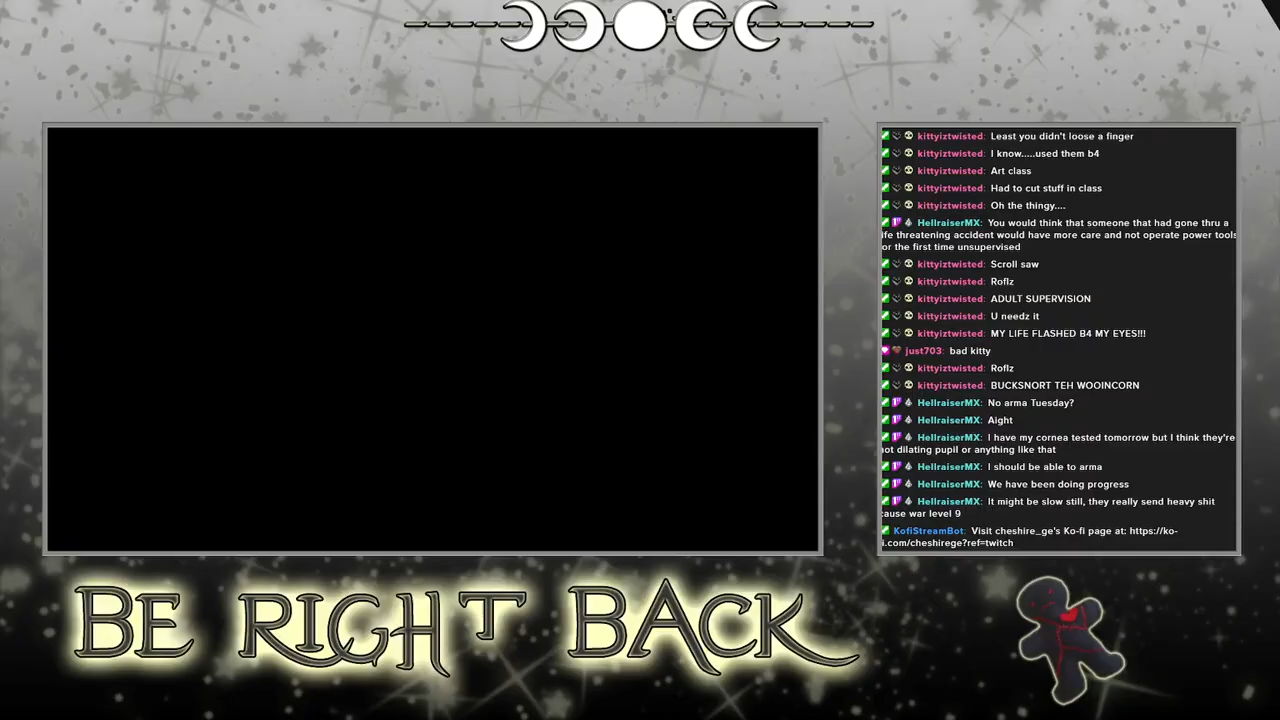 kittyiztwisted: Least you didn't loose a finger
kittyiztwisted: I know.....used them b4
kittyiztwisted: Art class
kittyiztwisted: Had to cut stuff in class
kittyiztwisted: Oh the thingy....
HellraiserMX: You would think that someone that had gone thru a
ife threatening accident would have more care and not operate power tools
or the first time unsupervised
kittyiztwisted: Scroll saw
kittyiztwisted: Roflz
kittyiztwisted: ADULT SUPERVISION
kittyiztwisted: U needz it
kittyiztwisted: MY LIFE FLASHED B4 MY EYES!!!
just703: bad kitty
kittyiztwisted: Roflz
kittyiztwisted: BUCKSNORT TEH WOOINCORN
HellraiserMX: No arma Tuesday?
HellraiserMX: Aight
HellraiserMX: I have my cornea tested tomorrow but I think they're
not dilating pupil or anything like that
HellraiserMX: I should be able to arma
HellraiserMX: We have been doing progress
HellraiserMX: It might be slow still, they really send heavy shit
cause war level 9
KofiStreamBot: Visit cheshire_ge's Ko-fi page at: https://ko-
i.com/cheshirege?ref=twitch
BE RIGHT BACK